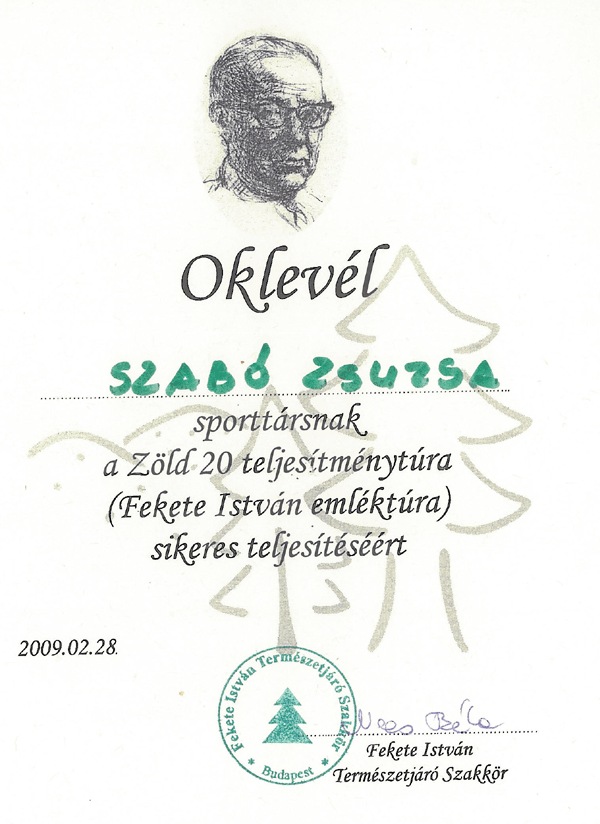 Oklevél
SZABÓ ZSUZSA
sporttársnak
a Zöld 20 teljesítménytúra
(Fekete István emléktúra)
sikeres teljesítéséért
2009.02.28.
Fekete István Természetjáró Szakkör
* Budapest *
Béla
Fekete István
Természetjáró Szakkör